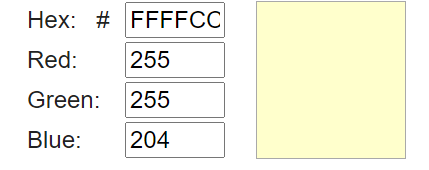 Hex: # FFFFCC
Red: 255
Green: 255
Blue: 204